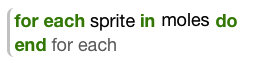 for each sprite in moles do
end for each